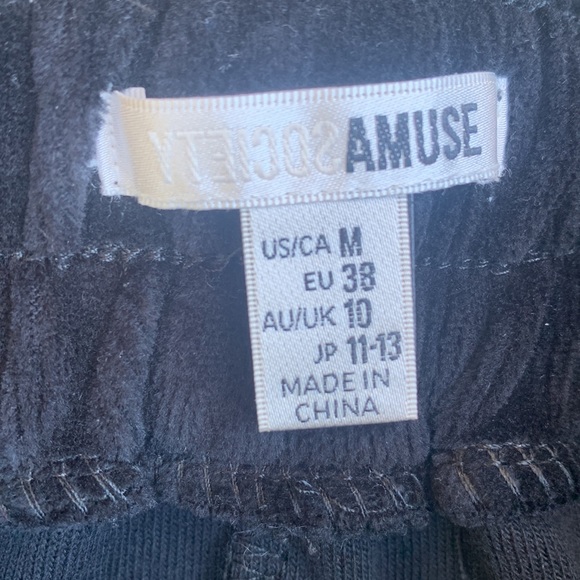 SOCIETY AMUSE
US/CA M
EU 38
AU/UK 10
JP 11-13
MADE IN
CHINA